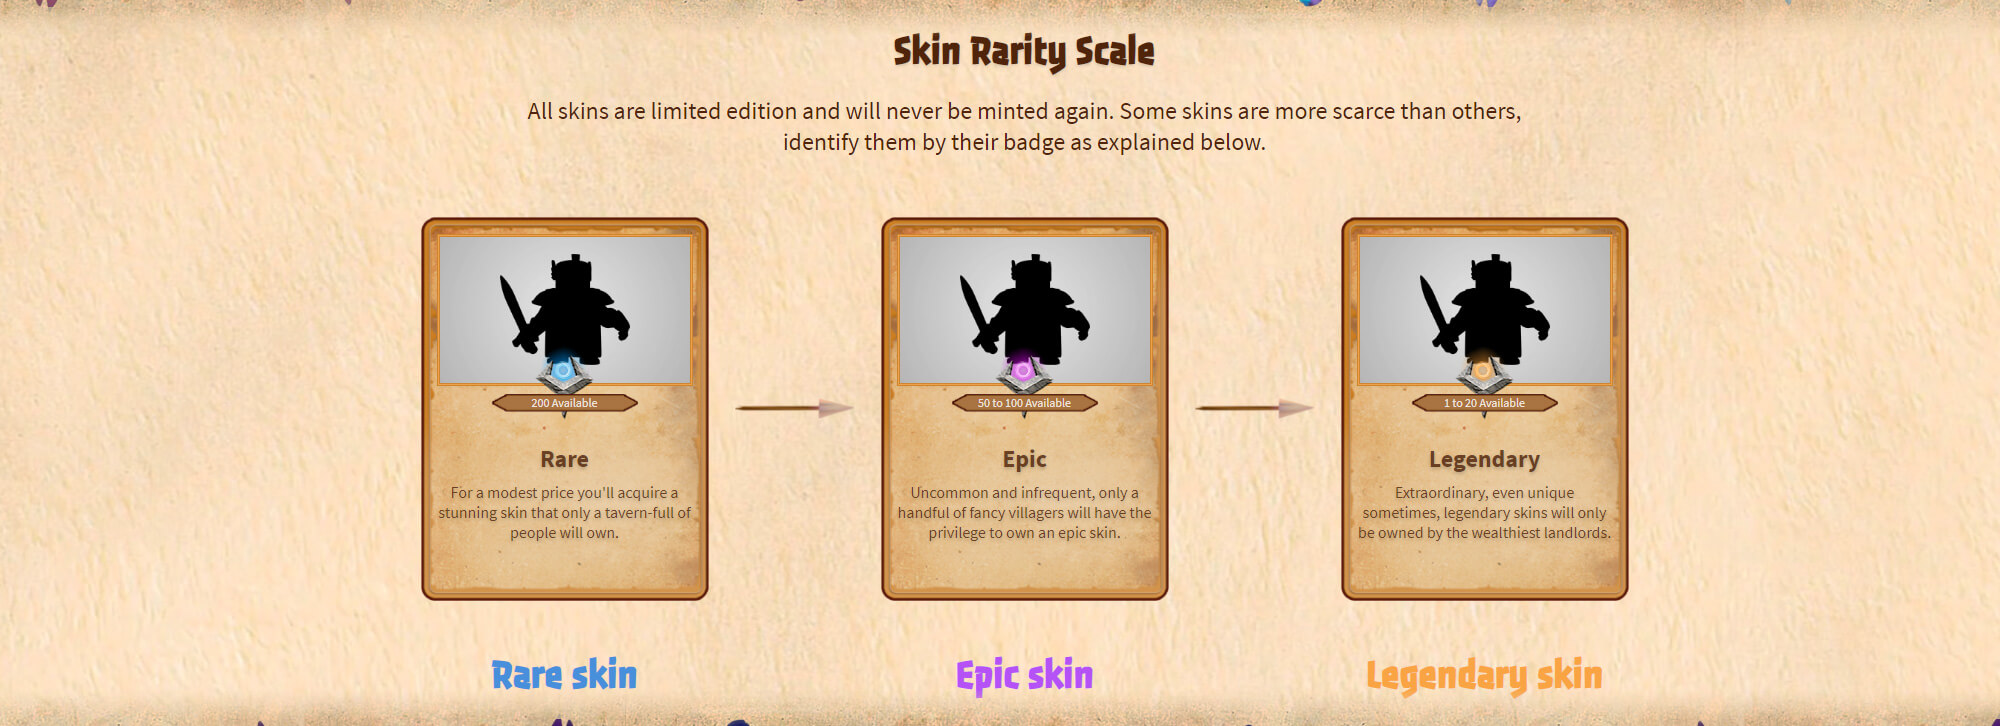 Skin Rarity Scale
All skins are limited edition and will never be minted again. Some skins are more scarce than others,
identify them by their badge as explained below.
200 Available
Rare
For a modest price you'll acquire a
stunning skin that only a tavern-full of
people will own.
Rare skin
50 to 100 Available
Epic
Uncommon and infrequent, only a
handful of fancy villagers will have the
privilege to own an epic skin.
Epic skin
1 to 20 Available
Legendary
Extraordinary, even unique
sometimes, legendary skins will only
be owned by the wealthiest landlords.
Legendary skin